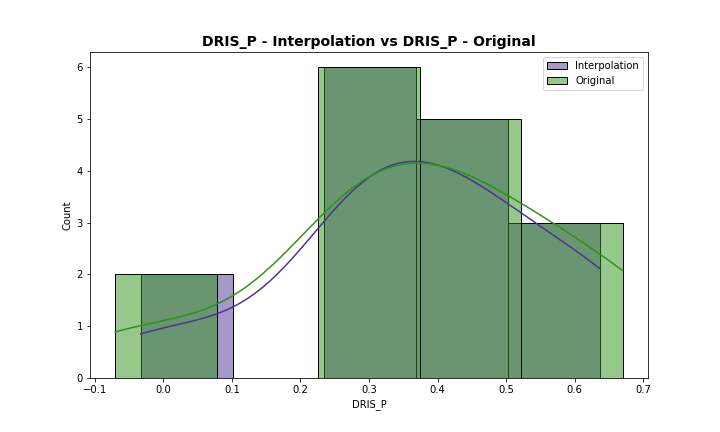 DRIS_P - Interpolation vs DRIS_P - Original
Interpolation
Original
6
5
4
3
2
1
0
Count
−0.1 0.0 0.1 0.2 0.3 0.4 0.5 0.6 0.7
DRIS_P